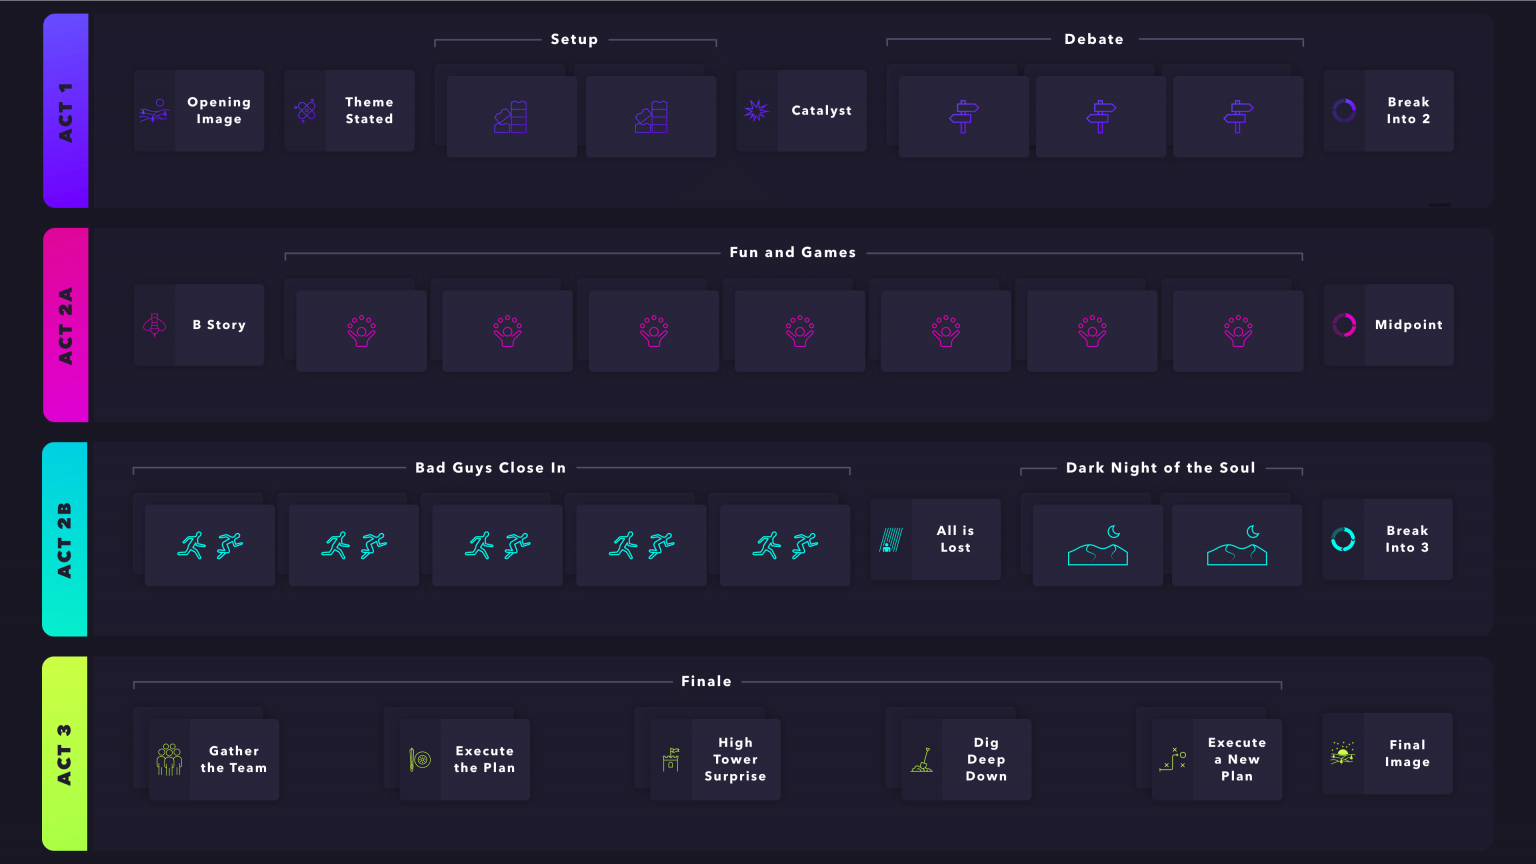 ACT 1
Setup
Debate
Opening
Image
Theme
Stated
Catalyst
Break
Into 2
ACT 2A
Fun and Games
B Story
Midpoint
ACT 2B
Bad Guys Close In
Dark Night of the Soul
All is
Lost
Break
Into 3
ACT 3
Finale
Gather
the Team
Execute
the Plan
High
Tower
Surprise
Dig
Deep
Down
Execute
a New
Plan
Final
Image